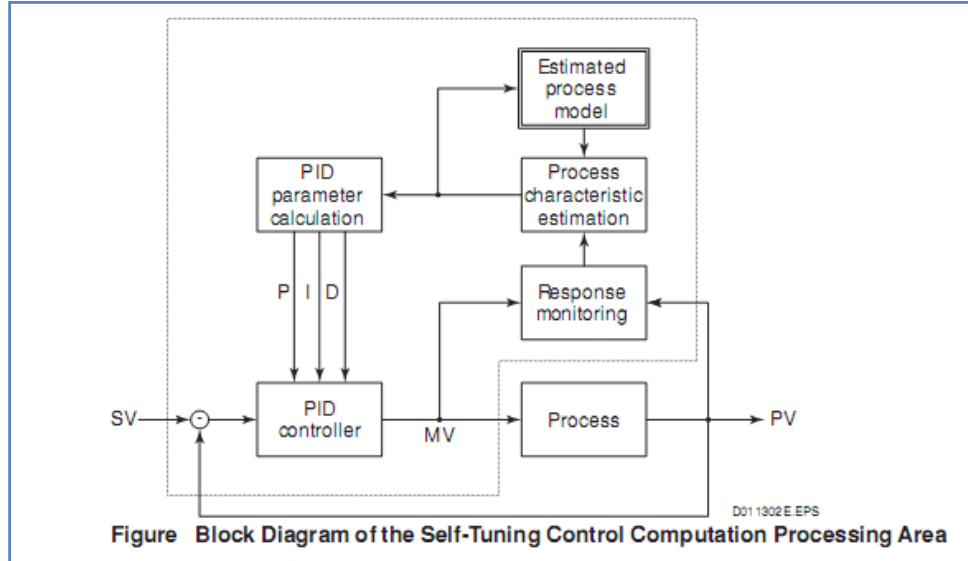 Estimated
process
model
PID
parameter
calculation
Process
characteristic
estimation
P I D
Response
monitoring
SV
-
PID
controller
MV
Process
PV
D011302E.EPS
Figure Block Diagram of the Self-Tuning Control Computation Processing Area